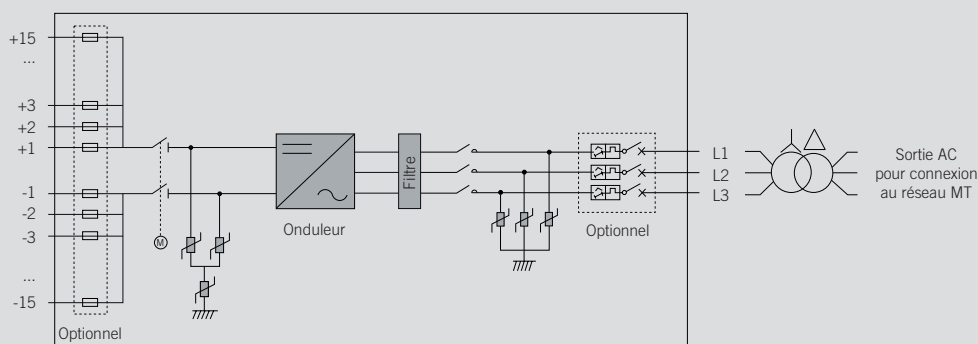 +15
...
+3
+2
+1
-1
-2
-3
...
-15
Optionnel
M
Onduleur
Filtre
Optionnel
L1
L2
L3
Sortie AC
pour connexion
au réseau MT